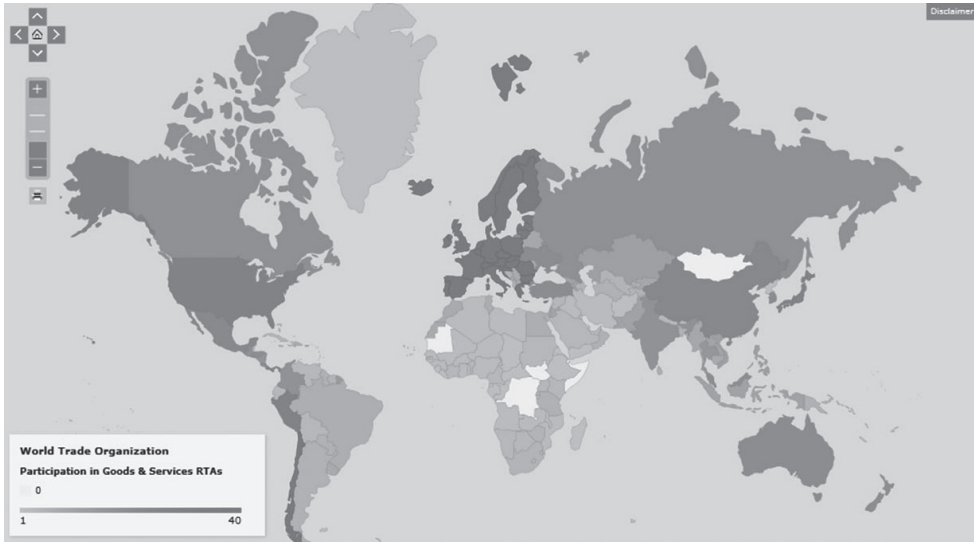 Disclaimer
World Trade Organization
Participation in Goods & Services RTAs
0
1 40